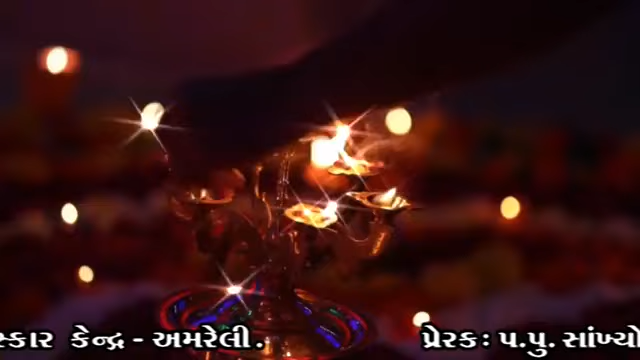 સ્કાર કેન્દ્ર - અમરેલી. પ્રેરકઃ પ.પુ. સાંખ્યો